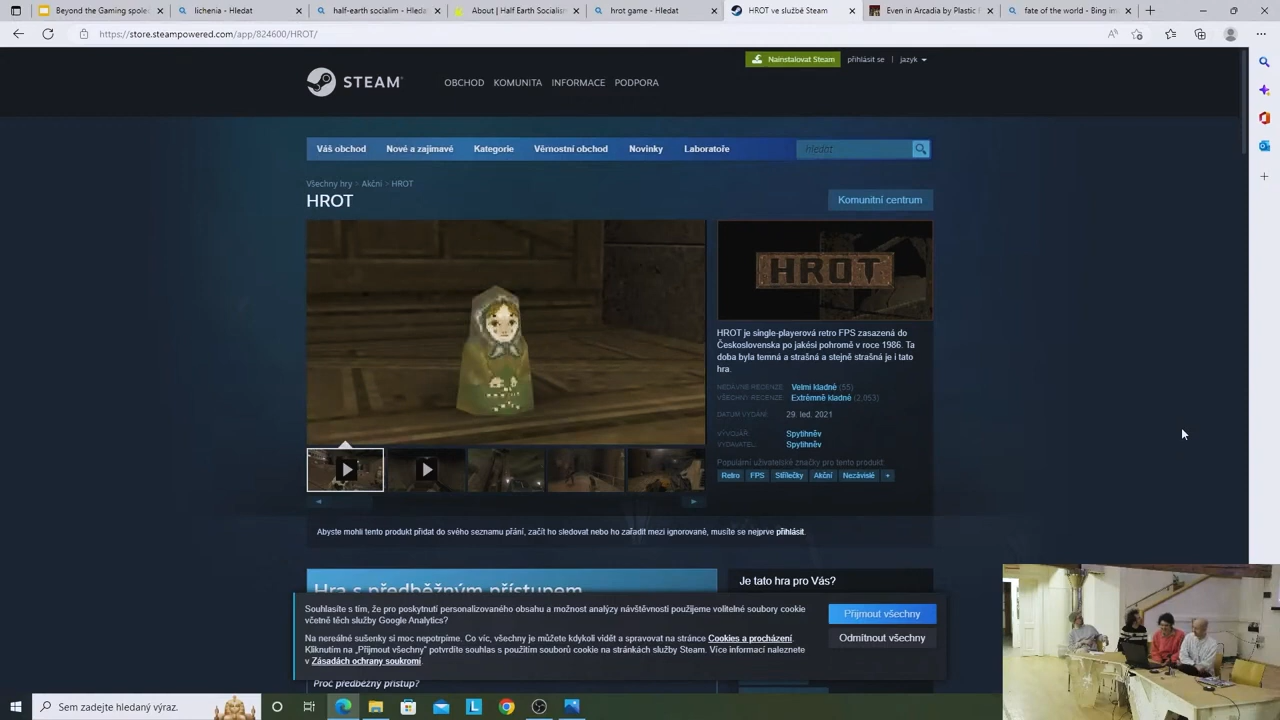 Bookchin Gaming spole
lichenia - Hledat
half-earth socialism - Hleda
About | Half Earth Socialism
hrot game - Hledat
HROT ve službě Steam
Even in Arcadia by Plastic
fate of the world - Bing im
https://store.steampowered.com/app/824600/HROT/
Nainstalovat Steam
přihlásit se | jazyk
STEAM
OBCHOD KOMUNITA INFORMACE PODPORA
Váš obchod Nové a zajímavé Kategorie Věrnostní obchod Novinky Laboratoře
hledat
Všechny hry > Akční > HROT
HROT
Komunitní centrum
HROT
HROT je single-playerová retro FPS zasazená do
Československa po jakési pohromě v roce 1986. Ta
doba byla temná a strašná a stejně strašná je i tato
hra.
NEDÁVNÉ RECENZE: Velmi kladné (55)
VŠECHNY RECENZE: Extrémně kladné (2,053)
DATUM VYDÁNÍ: 29. led. 2021
VÝVOJÁŘ: Spytihněv
VYDAVATEL: Spytihněv
Populární uživatelské značky pro tento produkt:
Retro FPS Střílečky Akční Nezávislé +
Abyste mohli tento produkt přidat do svého seznamu přání, začít ho sledovat nebo ho zařadit mezi ignorované, musíte se nejprve přihlásit.
Hra s předběžným přístupem
Je tato hra pro Vás?
Souhlasíte s tím, že pro poskytnutí personalizovaného obsahu a možnost analýzy návštěvnosti použijeme volitelné soubory cookie
včetně těch služby Google Analytics?
Na nereálné sušenky si moc nepotrpíme. Co víc, všechny je můžete kdykoli vidět a spravovat na stránce Cookies a procházení.
Kliknutím na „Přijmout všechny“ potvrdíte souhlas s použitím souborů cookie na stránkách služby Steam. Více informací naleznete
v Zásadách ochrany soukromí.
Přijmout všechny
Odmítnout všechny
Proč předběžný přístup?
Sem zadejte hledaný výraz.